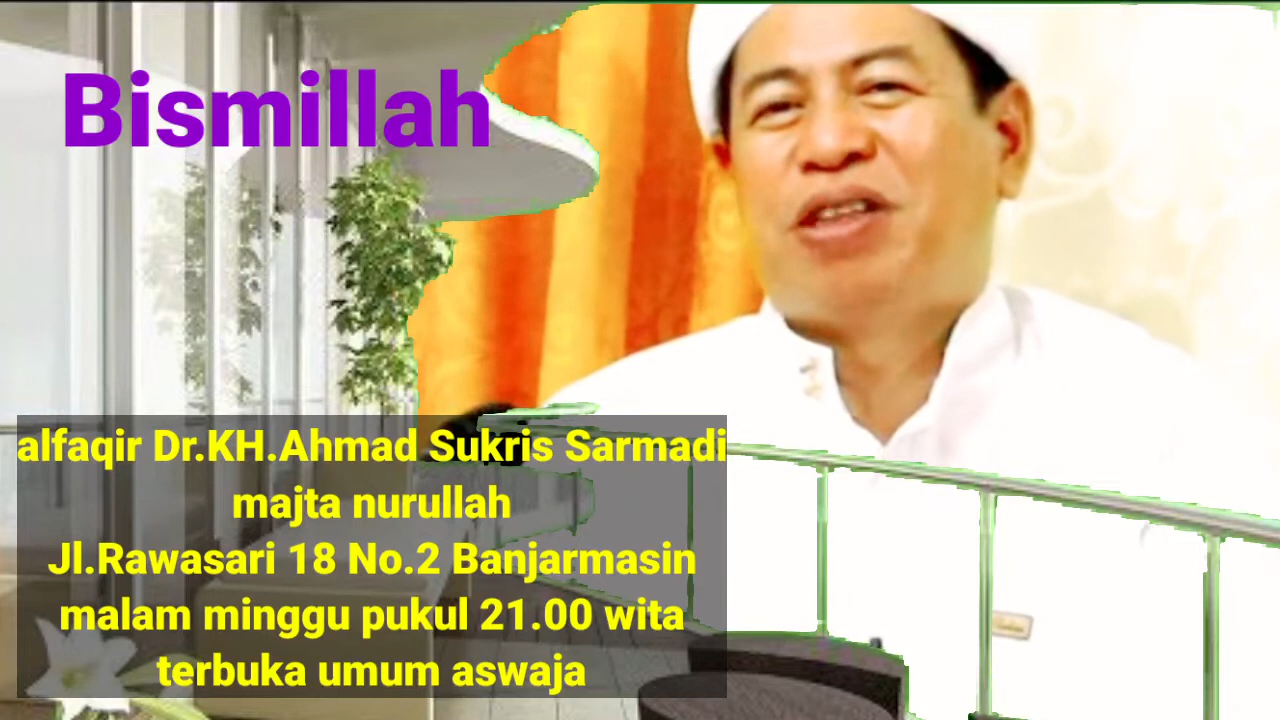 Bismillah
alfaqir Dr.KH.Ahmad Sukris Sarmadi
majta nurullah
Jl.Rawasari 18 No.2 Banjarmasin
malam minggu pukul 21.00 wita
terbuka umum aswaja